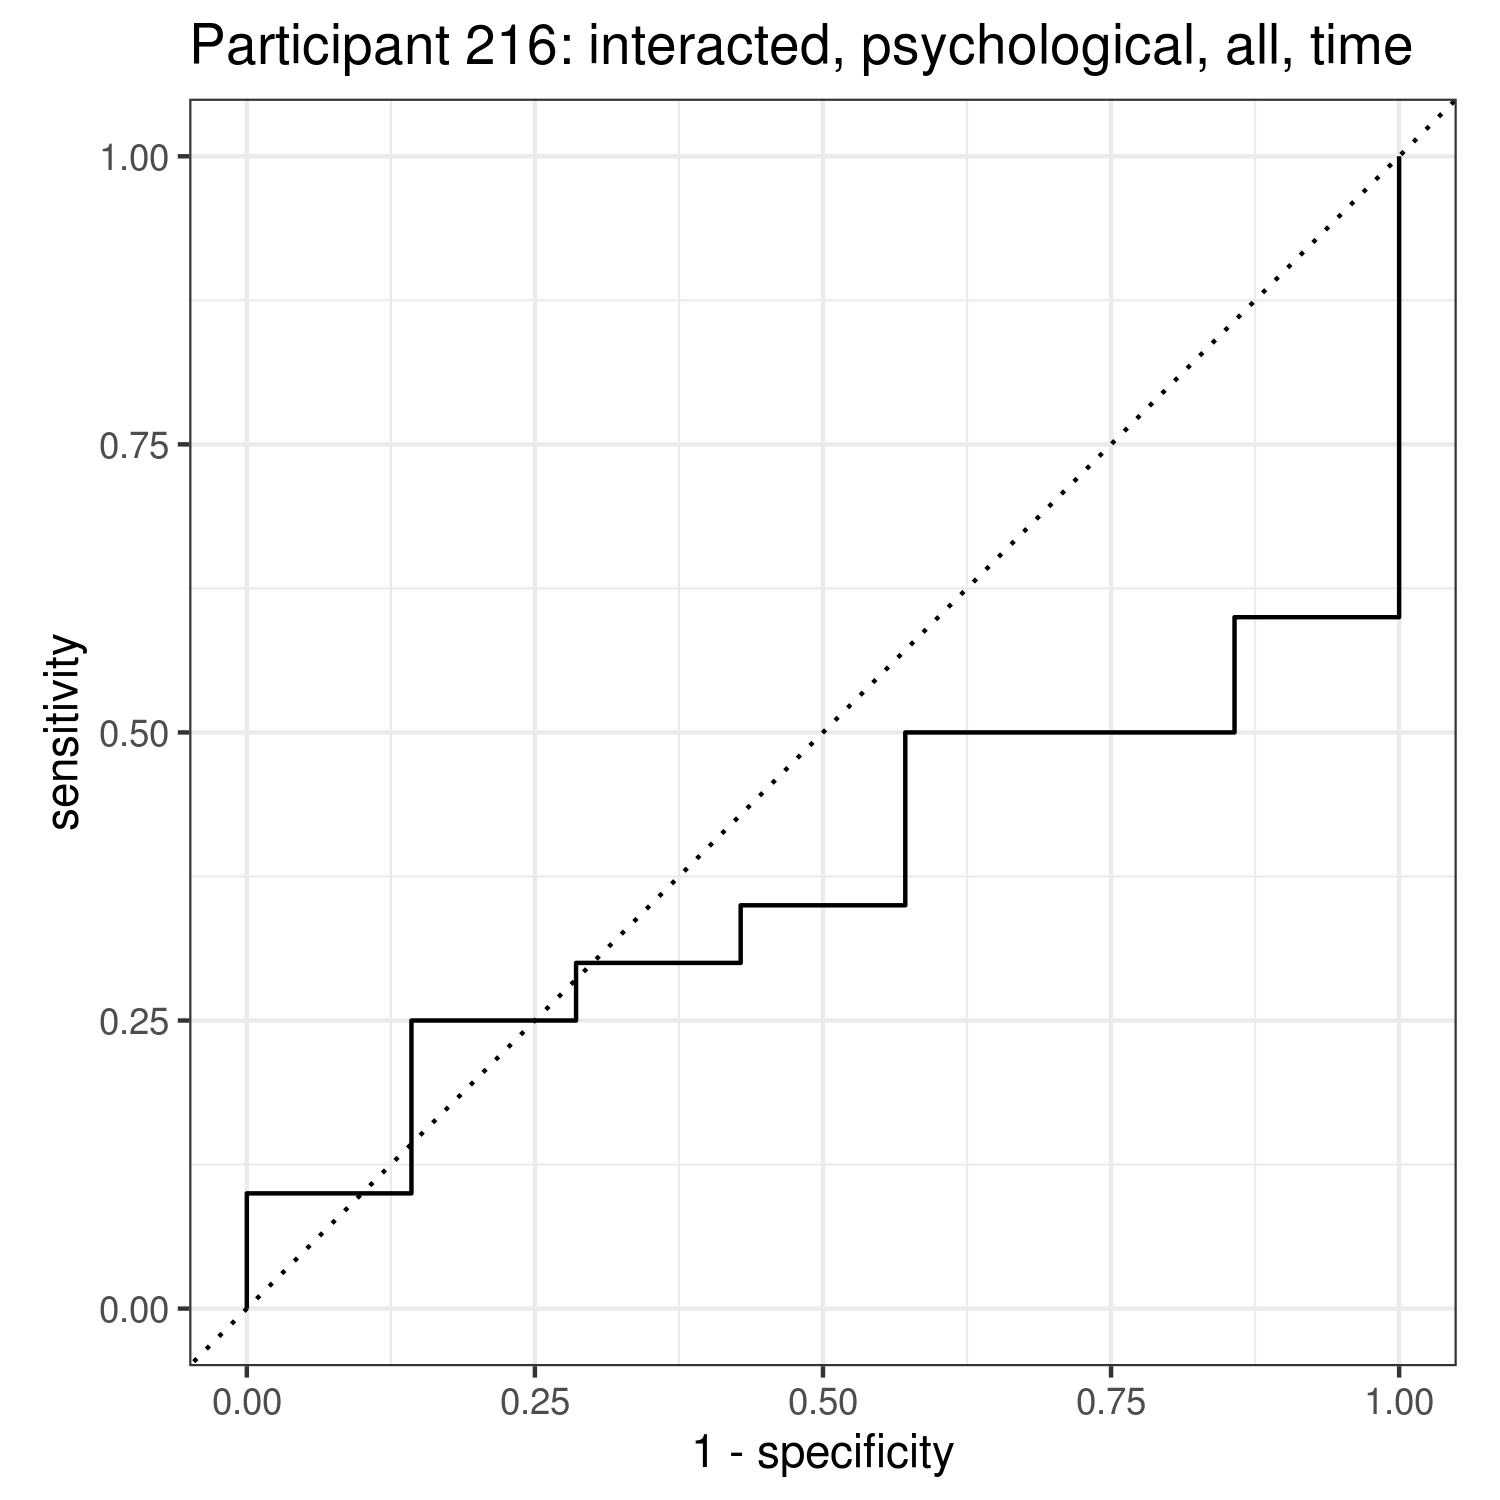 Participant 216: interacted, psychological, all, time
1.00
0.75
0.50
0.25
0.00
sensitivity
0.00 0.25 0.50 0.75 1.00
1 - specificity